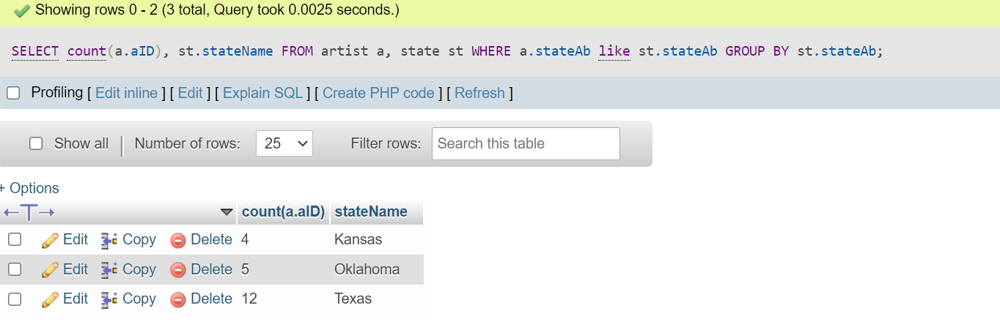 Showing rows 0 - 2 (3 total, Query took 0.0025 seconds.)
SELECT count(a.aID), st.stateName FROM artist a, state st WHERE a.stateAb like st.stateAb GROUP BY st.stateAb;
Profiling [ Edit inline ] [ Edit ] [ Explain SQL ] [ Create PHP code ] [ Refresh ]
Show all Number of rows: 25 Filter rows: Search this table
+ Options
←T→ count(a.aID) stateName
Edit Copy Delete 4 Kansas
Edit Copy Delete 5 Oklahoma
Edit Copy Delete 12 Texas